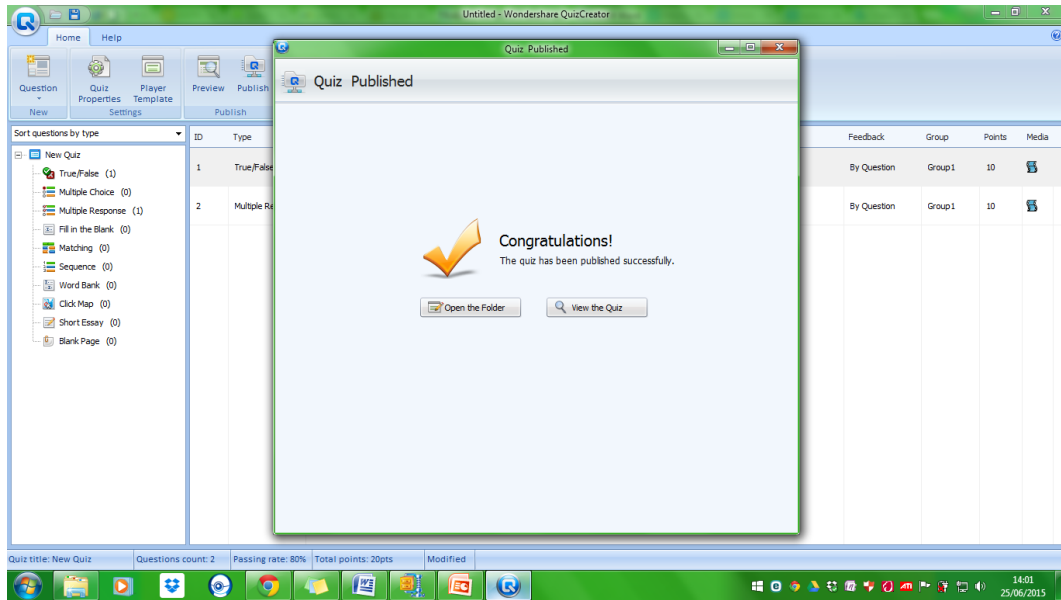 Untitled - Wondershare QuizCreator
Home Help
Question Quiz Properties Player Template Preview Publish
New Settings Publish
Quiz Published
Quiz Published
Sort questions by type
ID Type Feedback Group Points Media
New Quiz
True/False (1)
Multiple Choice (0)
Multiple Response (1)
Fill in the Blank (0)
Matching (0)
Sequence (0)
Word Bank (0)
Click Map (0)
Short Essay (0)
Blank Page (0)
1 True/False By Question Group1 10
2 Multiple Re By Question Group1 10
Congratulations!
The quiz has been published successfully.
Open the Folder View the Quiz
Quiz title: New Quiz Questions count: 2 Passing rate: 80% Total points: 20pts Modified
14:01
25/06/2015